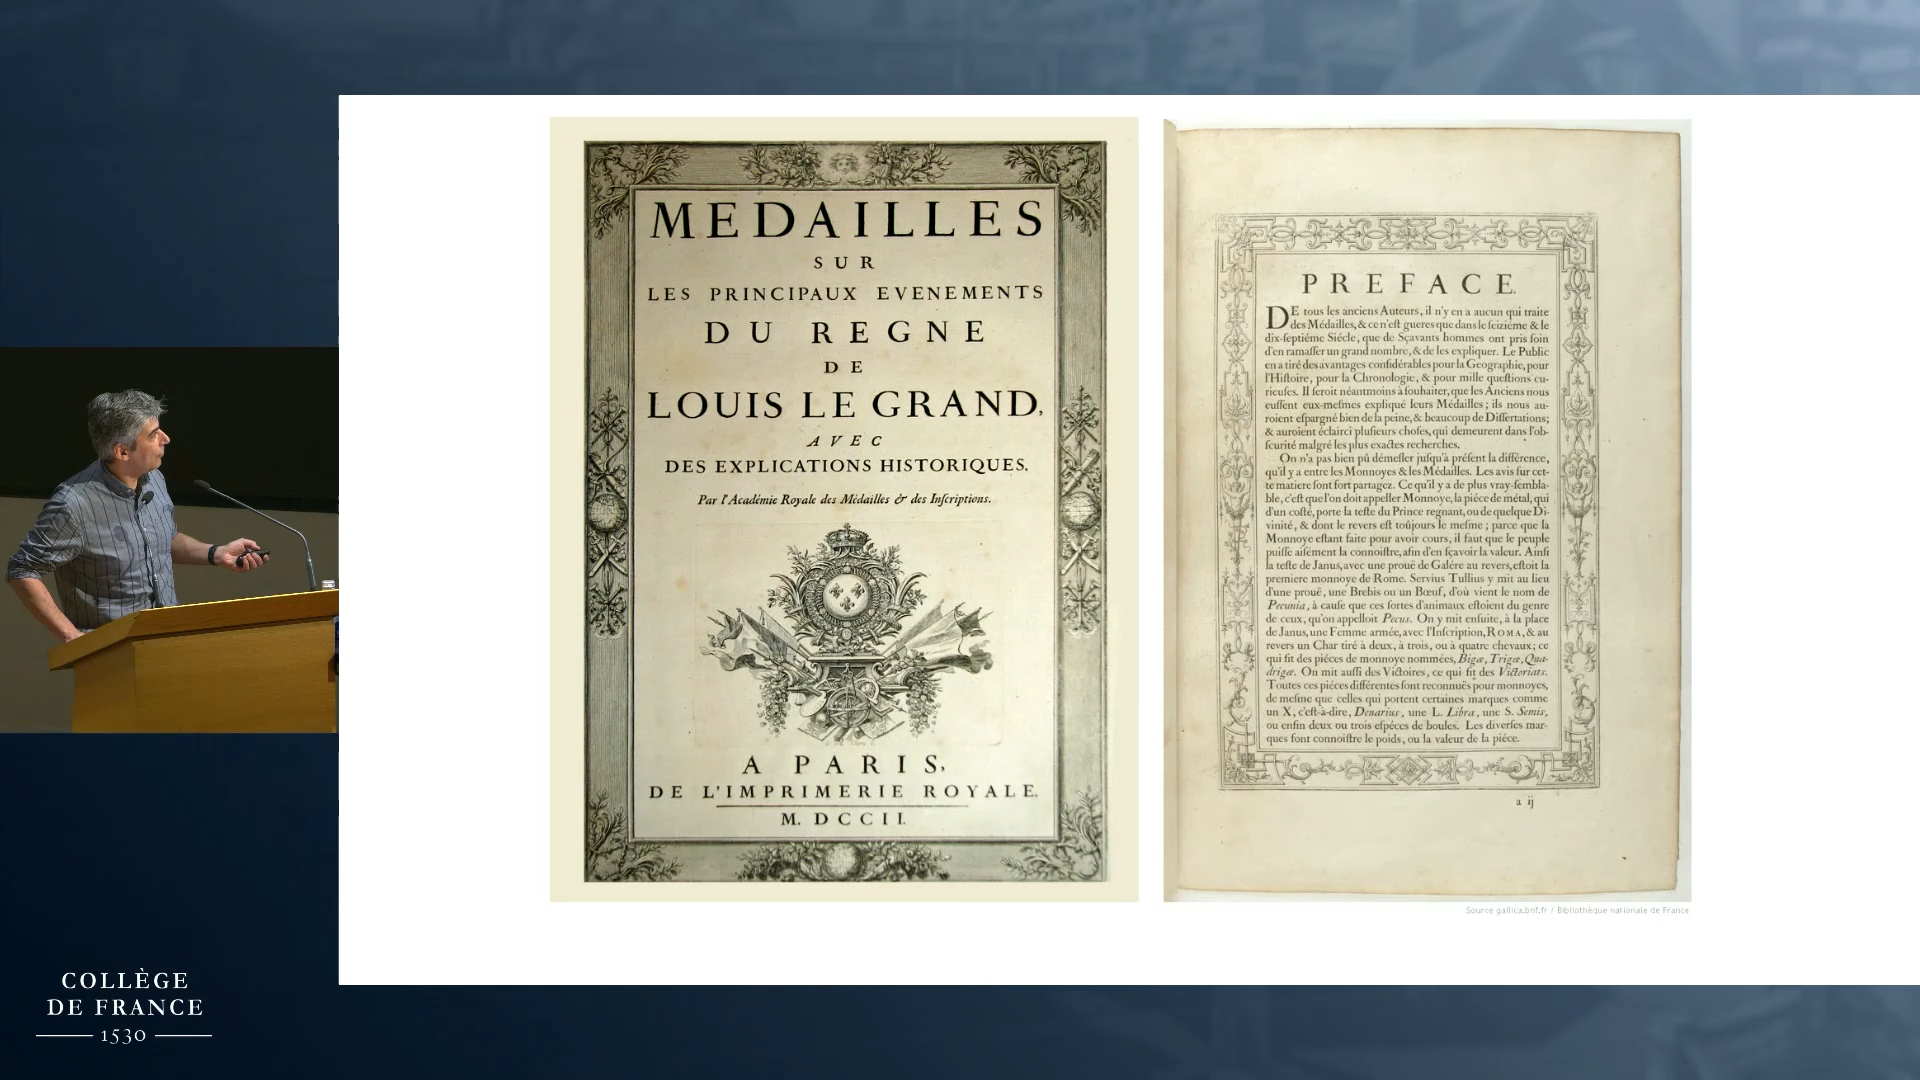 MEDAILLES
SUR
LES PRINCIPAUX EVENEMENTS
DU REGNE
DE
LOUIS LE GRAND,
AVEC
DES EXPLICATIONS HISTORIQUES.
Par l'Académie Royale des Médailles & des Inſcriptions.
A PARIS,
DE L'IMPRIMERIE ROYALE.
M. DCCII.
PREFACE.
DE tous les anciens Auteurs, il n'y en a aucun qui traite
des Médailles, & ce n'eſt gueres que dans le ſeiziéme & le
dix-ſeptiéme Siécle, que de Sçavants hommes ont pris ſoin
d'en ramaſſer un grand nombre, & de les expliquer. Le Public
en a tiré des avantages conſidérables pour la Geographie, pour
l'Hiſtoire, pour la Chronologie, & pour mille queſtions cu-
rieuſes. Il ſeroit néantmoins à ſouhaiter, que les Anciens nous
euſſent eux-meſmes expliqué leurs Médailles ; ils nous au-
roient eſpargné bien de la peine, & beaucoup de Diſſertations;
& auroient éclairci pluſieurs choſes, qui demeurent dans l'ob-
ſcurité malgré les plus exactes recherches.
On n'a pas bien pû démeſler juſqu'à préſent la différence,
qu'il y a entre les Monnoyes & les Médailles. Les avis ſur cet-
te matiere ſont fort partagez. Ce qu'il y a de plus vray-ſembla-
ble, c'eſt que l'on doit appeller Monnoye, la piéce de métal, qui
d'un coſté, porte la teſte du Prince regnant, ou de quelque Di-
vinité, & dont le revers eſt toûjours le meſme ; parce que la
Monnoye eſtant faite pour avoir cours, il faut que le peuple
puiſſe aiſément la connoiſtre, afin d'en ſçavoir la valeur. Ainſi
la teſte de Janus, avec une prouë de Galére au revers, eſtoit la
premiere monnoye de Rome. Servius Tullius y mit au lieu
d'une prouë, une Brebis ou un Bœuf, d'où vient le nom de
Pecunia, à cauſe que ces ſortes d'animaux eſtoient du genre
de ceux, qu'on appelloit Pecus. On y mit enſuite, à la place
de Janus, une Femme armée, avec l'Inſcription, ROMA, & au
revers un Char tiré à deux, à trois, ou à quatre chevaux ; ce
qui fit des piéces de monnoye nommées, Bigæ, Trigæ, Qua-
drigæ. On mit auſſi des Victoires, ce qui fit des Victoriats.
Toutes ces piéces différentes ſont reconnuës pour monnoyes,
de meſme que celles qui portent certaines marques comme
un X, c'eſt-à-dire, Denarius, une L. Libra, une S. Semis,
ou enfin deux ou trois eſpéces de boules. Les diverſes mar-
ques font connoiſtre le poids, ou la valeur de la piéce.
a ij
Source gallica.bnf.fr / Bibliothèque nationale de France
COLLÈGE
DE FRANCE
1530